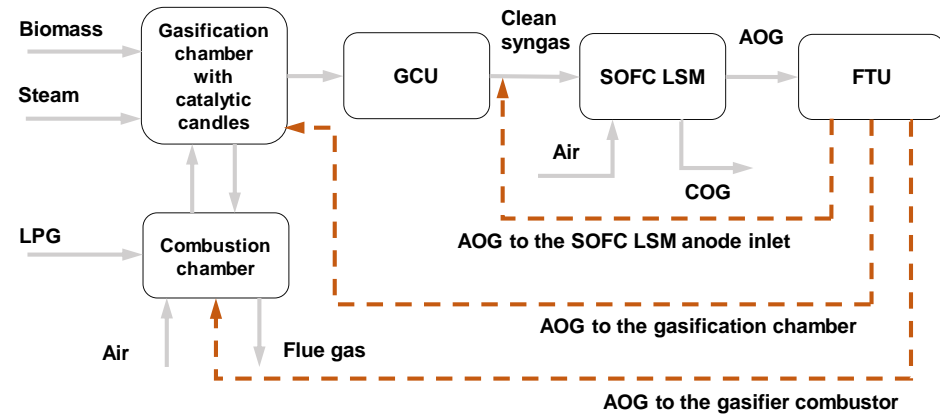 Biomass
Steam
Gasification
chamber
with
catalytic
candles
GCU
Clean
syngas
SOFC LSM
AOG
FTU
Air
COG
AOG to the SOFC LSM anode inlet
LPG
Combustion
chamber
AOG to the gasification chamber
Air
Flue gas
AOG to the gasifier combustor